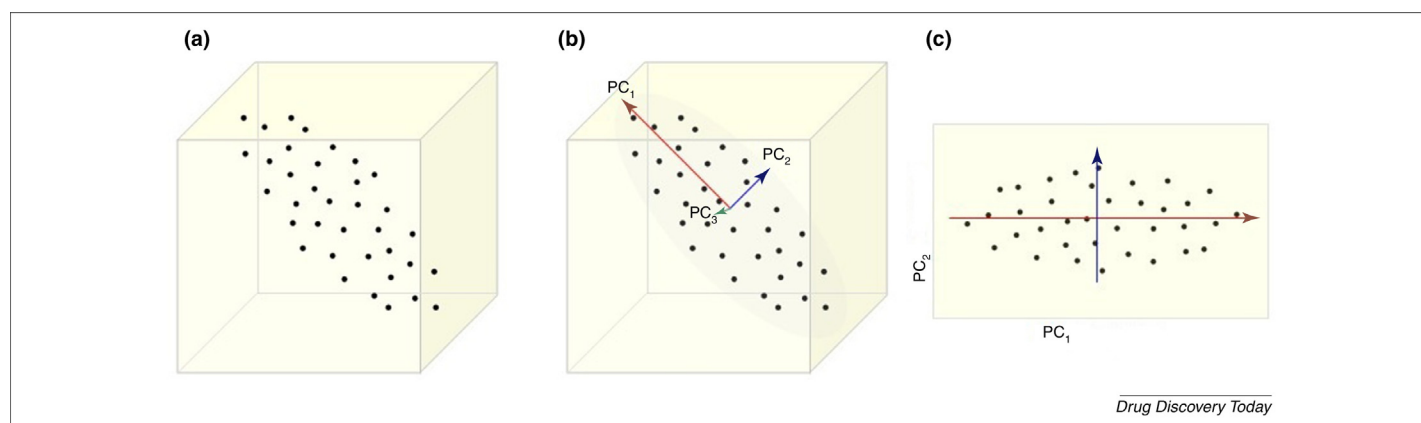 (a)
(b)
(c)
PC₁
PC₂
PC₃
PC₂
PC₁
Drug Discovery Today